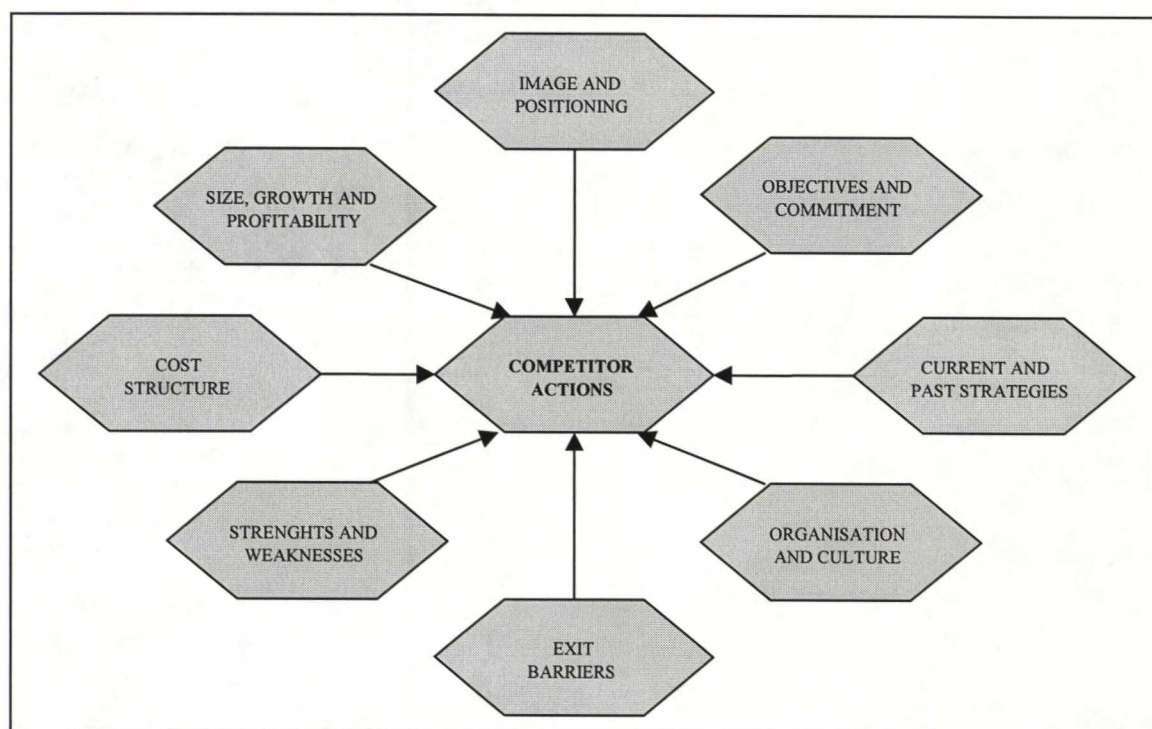 IMAGE AND
POSITIONING
SIZE, GROWTH AND
PROFITABILITY
OBJECTIVES AND
COMMITMENT
COST
STRUCTURE
COMPETITOR
ACTIONS
CURRENT AND
PAST STRATEGIES
STRENGHTS AND
WEAKNESSES
ORGANISATION
AND CULTURE
EXIT
BARRIERS